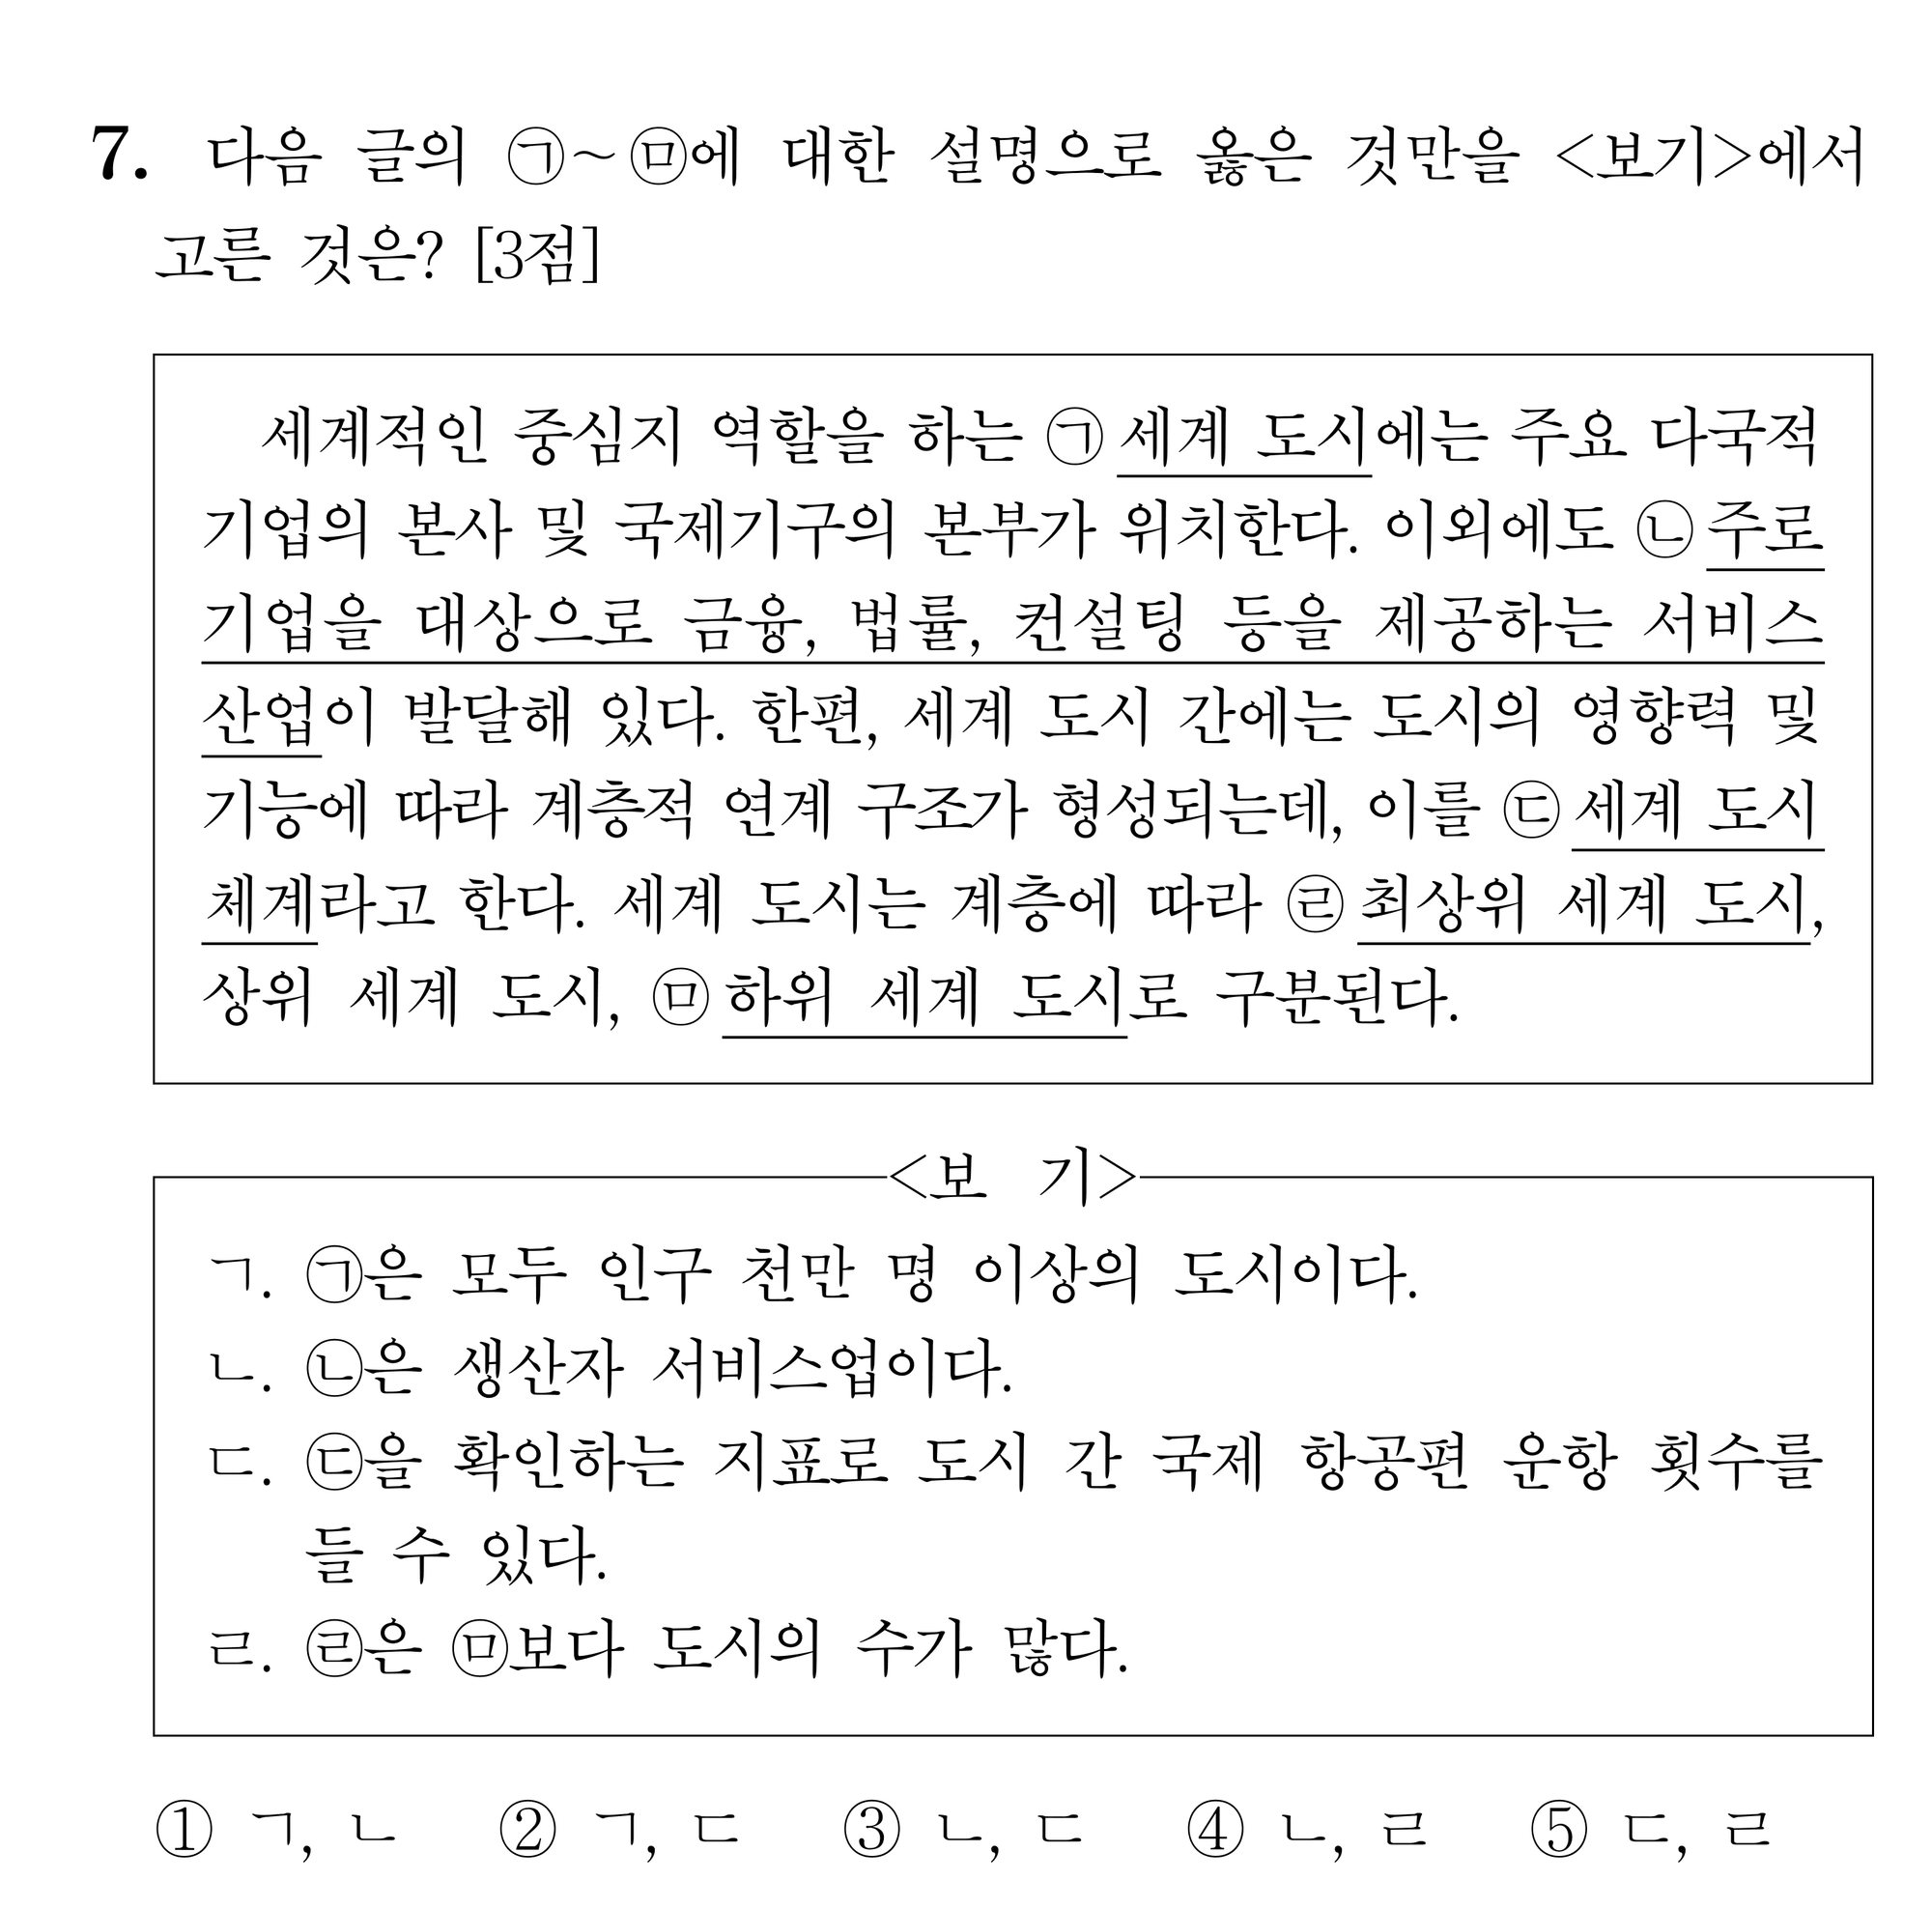 7. 다음 글의 ㉠~㉤에 대한 설명으로 옳은 것만을 <보기>에서
고른 것은? [3점]
세계적인 중심지 역할을 하는 ㉠세계 도시에는 주요 다국적
기업의 본사 및 국제기구의 본부가 위치한다. 이외에도 ㉡주로
기업을 대상으로 금융, 법률, 컨설팅 등을 제공하는 서비스
산업이 발달해 있다. 한편, 세계 도시 간에는 도시의 영향력 및
기능에 따라 계층적 연계 구조가 형성되는데, 이를 ㉢세계 도시
체계라고 한다. 세계 도시는 계층에 따라 ㉣최상위 세계 도시,
상위 세계 도시, ㉤하위 세계 도시로 구분된다.
<보 기>
ㄱ. ㉠은 모두 인구 천만 명 이상의 도시이다.
ㄴ. ㉡은 생산자 서비스업이다.
ㄷ. ㉢을 확인하는 지표로 도시 간 국제 항공편 운항 횟수를
들 수 있다.
ㄹ. ㉣은 ㉤보다 도시의 수가 많다.
① ㄱ, ㄴ ② ㄱ, ㄷ ③ ㄴ, ㄷ ④ ㄴ, ㄹ ⑤ ㄷ, ㄹ